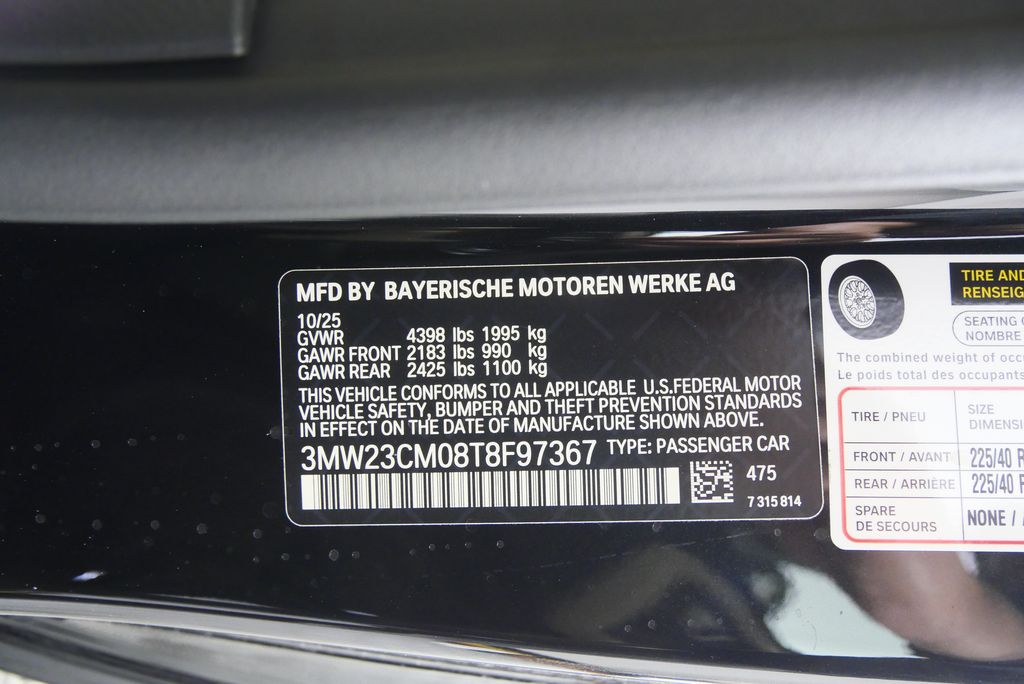 MFD BY BAYERISCHE MOTOREN WERKE AG
10/25
GVWR 4398 lbs 1995 kg
GAWR FRONT 2183 lbs 990 kg
GAWR REAR 2425 lbs 1100 kg
THIS VEHICLE CONFORMS TO ALL APPLICABLE U.S.FEDERAL MOTOR
VEHICLE SAFETY, BUMPER AND THEFT PREVENTION STANDARDS
IN EFFECT ON THE DATE OF MANUFACTURE SHOWN ABOVE.
3MW23CM08T8F97367 TYPE: PASSENGER CAR
475
7 315 814
TIRE AND
RENSEIG
SEATING
NOMBRE
The combined weight of occ
Le poids total des occupants
TIRE / PNEU
SIZE
DIMENSI
FRONT / AVANT 225/40 R
REAR / ARRIÈRE 225/40
SPARE
DE SECOURS
NONE /